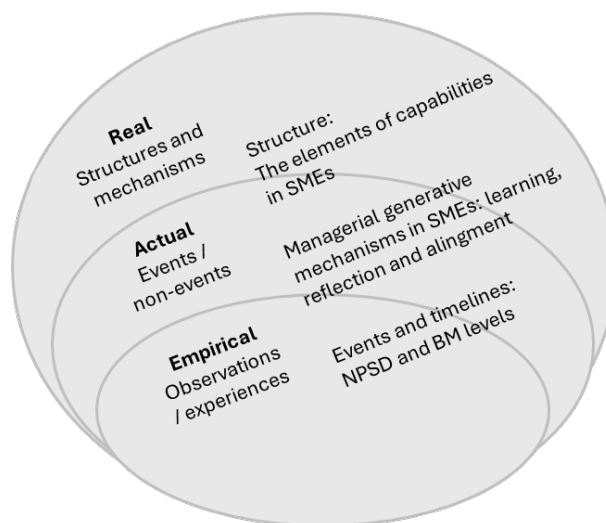 Real
Structures and
mechanisms
Structure:
The elements of capabilities
in SMEs
Actual
Events /
non-events
Managerial generative
mechanisms in SMEs: learning,
reflection and alingment
Empirical
Observations
/ experiences
Events and timelines:
NPSD and BM levels